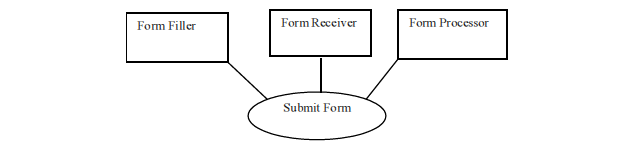 Form Filler
Form Receiver
Form Processor
Submit Form